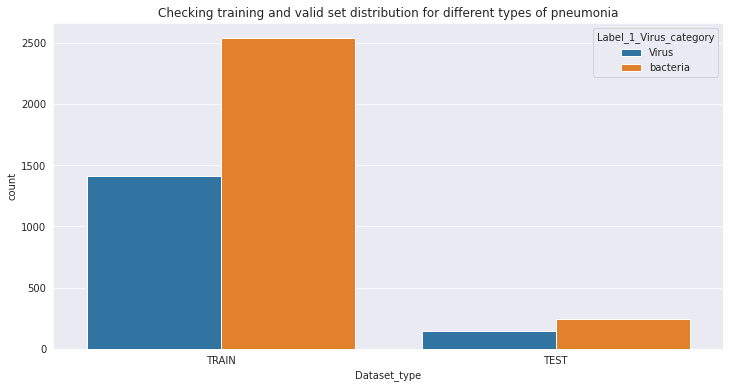 Checking training and valid set distribution for different types of pneumonia
Label_1_Virus_category
Virus
bacteria
2500
2000
1500
1000
500
0
count
TRAIN
TEST
Dataset_type